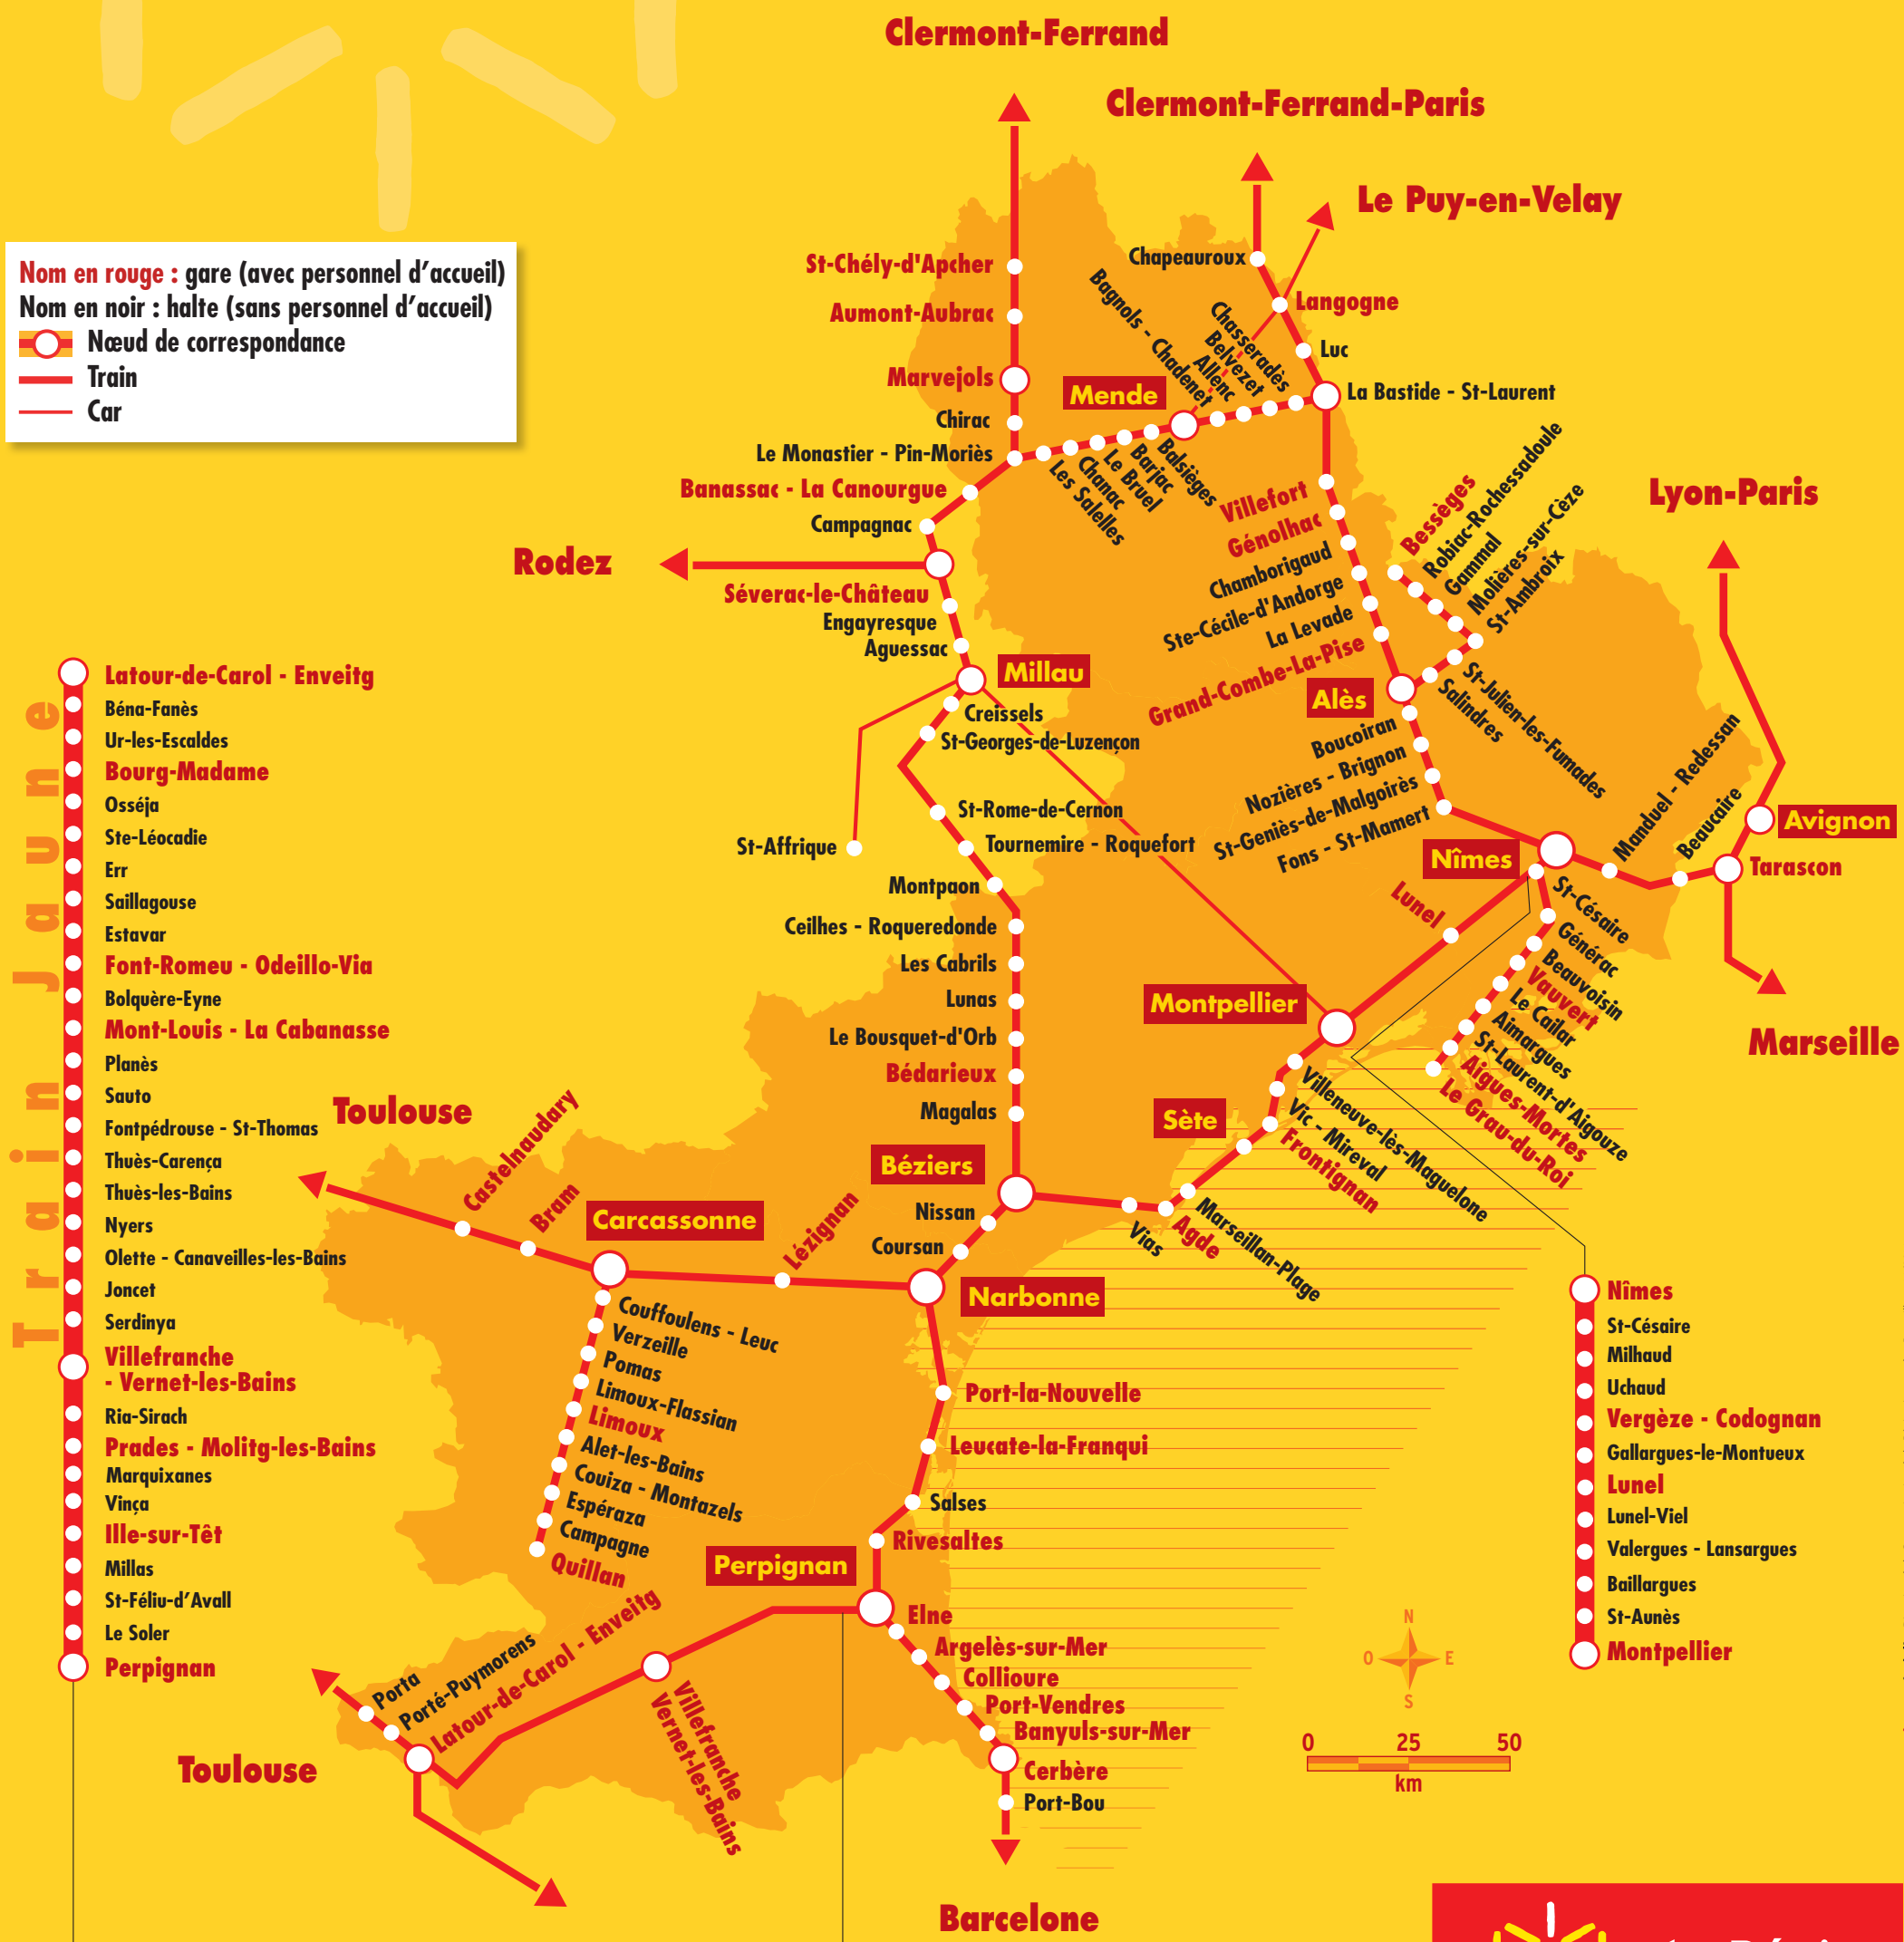 Clermont-Ferrand
Clermont-Ferrand-Paris
Le Puy-en-Velay
Nom en rouge : gare (avec personnel d’accueil)
Nom en noir : halte (sans personnel d’accueil)
Nœud de correspondance
Train
Car
St-Chély-d'Apcher
Aumont-Aubrac
Marvejols
Chirac
Le Monastier - Pin-Moriès
Banassac - La Canourgue
Campagnac
Rodez
Séverac-le-Château
Engayresque
Aguessac
Millau
Chapeauroux
Langogne
Luc
La Bastide - St-Laurent
Chasseradès
Belvezet
Allenc
Bagnols - Chadenet
Mende
Balsièges
Barjac
Le Bruel
Chanac
Les Salelles
Villefort
Génolhac
Chamborigaud
Ste-Cécile-d'Andorge
La Levade
Grand-Combe-La-Pise
Alès
Bessèges
Robiac-Rochessadoule
Gammal
Molières-sur-Cèze
St-Ambroix
St-Julien-les-Fumades
Salindres
Boucoiran
Nozières - Brignon
St-Geniès-de-Malgoirès
Fons - St-Mamert
Nîmes
Manduel - Redessan
Beaucaire
Lyon-Paris
Avignon
Tarascon
Marseille
Creissels
St-Georges-de-Luzençon
St-Rome-de-Cernon
Tournemire - Roquefort
St-Affrique
Montpaon
Ceilhes - Roqueredonde
Les Cabrils
Lunas
Le Bousquet-d'Orb
Bédarieux
Magalas
Béziers
Lunel
St-Césaire
Générac
Beauvoisin
Vauvert
Le Cailar
Aimargues
St-Laurent-d'Aigouze
Aigues-Mortes
Le Grau-du-Roi
Montpellier
Villeneuve-lès-Maguelone
Vic - Mireval
Frontignan
Sète
Marseillan-Plage
Agde
Vias
Nissan
Coursan
Narbonne
Toulouse
Castelnaudary
Bram
Carcassonne
Lézignan
Couffoulens - Leuc
Verzeille
Pomas
Limoux-Flassian
Limoux
Alet-les-Bains
Couiza - Montazels
Espéraza
Campagne
Quillan
Port-la-Nouvelle
Leucate-la-Franqui
Salses
Rivesaltes
Perpignan
Elne
Argelès-sur-Mer
Collioure
Port-Vendres
Banyuls-sur-Mer
Cerbère
Port-Bou
Barcelone
Porta
Porté-Puymorens
Latour-de-Carol - Enveitg
Villefranche
Vernet-les-Bains
Toulouse
Train Jaune
Latour-de-Carol - Enveitg
Béna-Fanès
Ur-les-Escaldes
Bourg-Madame
Osséja
Ste-Léocadie
Err
Saillagouse
Estavar
Font-Romeu - Odeillo-Via
Bolquère-Eyne
Mont-Louis - La Cabanasse
Planès
Sauto
Fontpédrouse - St-Thomas
Thuès-Carença
Thuès-les-Bains
Nyers
Olette - Canaveilles-les-Bains
Joncet
Serdinya
Villefranche
- Vernet-les-Bains
Ria-Sirach
Prades - Molitg-les-Bains
Marquixanes
Vinça
Ille-sur-Têt
Millas
St-Féliu-d’Avall
Le Soler
Perpignan
Nîmes
St-Césaire
Milhaud
Uchaud
Vergèze - Codognan
Gallargues-le-Montueux
Lunel
Lunel-Viel
Valergues - Lansargues
Baillargues
St-Aunès
Montpellier
N
O
E
S
0
25
50
km